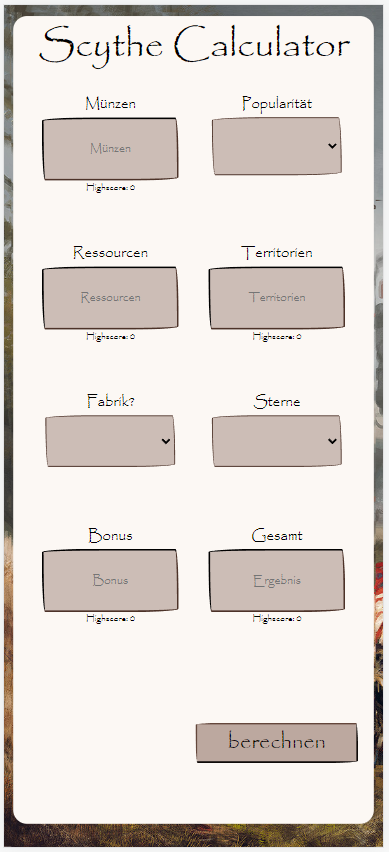 Scythe Calculator
Münzen
Popularität
Münzen
Highscore: 0
Ressourcen
Territorien
Ressourcen
Territorien
Highscore: 0
Highscore: 0
Fabrik?
Sterne
Bonus
Gesamt
Bonus
Ergebnis
Highscore: 0
Highscore: 0
berechnen